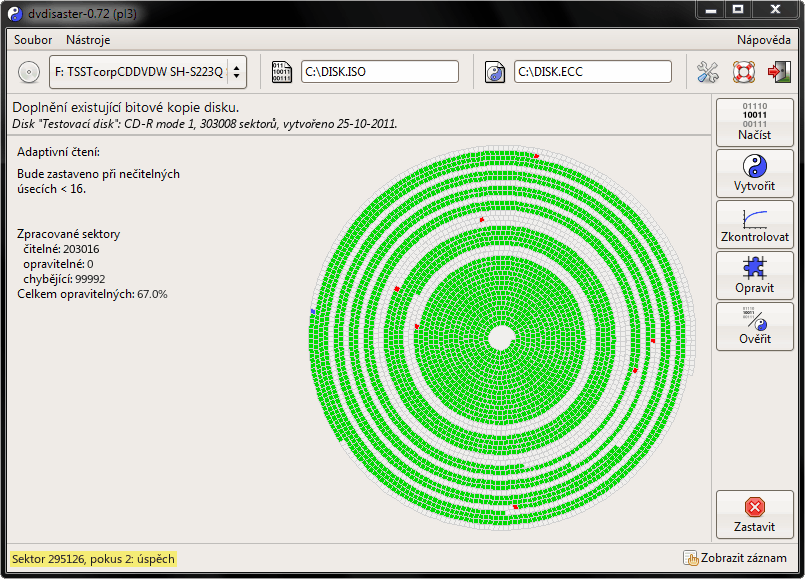 dvdisaster-0.72 (pl3)
Soubor Nástroje Nápověda
F: TSSTcorpCDDVDW SH-S223Q
011
10011
00111
C:\DISK.ISO
C:\DISK.ECC
Doplnění existující bitové kopie disku.
Disk "Testovací disk": CD-R mode 1, 303008 sektorů, vytvořeno 25-10-2011.
Adaptivní čtení:
Bude zastaveno při nečitelných
úsecích < 16.
Zpracované sektory
čitelné: 203016
opravitelné: 0
chybějící: 99992
Celkem opravitelných: 67.0%
01110
10011
00111
Načíst
Vytvořit
Zkontrolovat
Opravit
Ověřit
Zastavit
Sektor 295126, pokus 2: úspěch
Zobrazit záznam